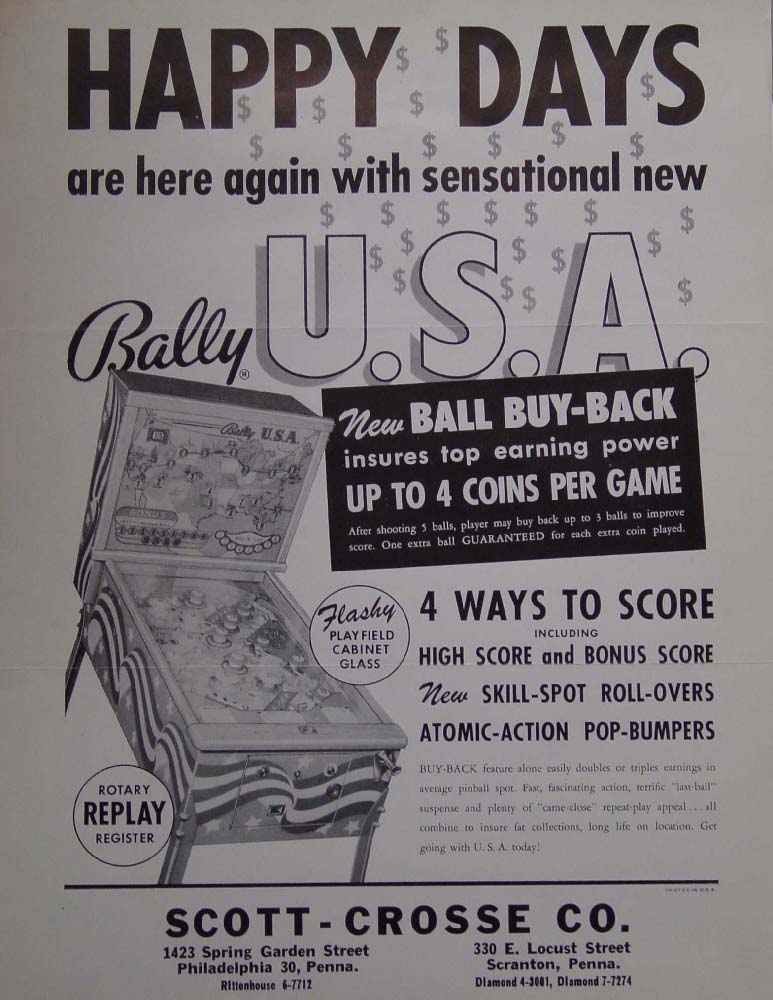 HAPPY DAYS
are here again with sensational new
Bally U.S.A.
®
New BALL BUY-BACK
insures top earning power
UP TO 4 COINS PER GAME
After shooting 5 balls, player may buy back up to 3 balls to improve
score. One extra ball GUARANTEED for each extra coin played.
Bally U.S.A.
BONUS
Flashy
PLAYFIELD
CABINET
GLASS
4 WAYS TO SCORE
INCLUDING
HIGH SCORE and BONUS SCORE
New SKILL-SPOT ROLL-OVERS
ATOMIC-ACTION POP-BUMPERS
BUY-BACK feature alone easily doubles or triples earnings in
average pinball spot. Fast, fascinating action, terrific "last-ball"
suspense and plenty of "came-close" repeat-play appeal . . . all
combine to insure fat collections, long life on location. Get
going with U. S. A. today!
ROTARY
REPLAY
REGISTER
PRINTED IN U.S.A.
SCOTT-CROSSE CO.
1423 Spring Garden Street
Philadelphia 30, Penna.
RIttenhouse 6-7712
330 E. Locust Street
Scranton, Penna.
DIamond 4-3001, DIamond 7-7274